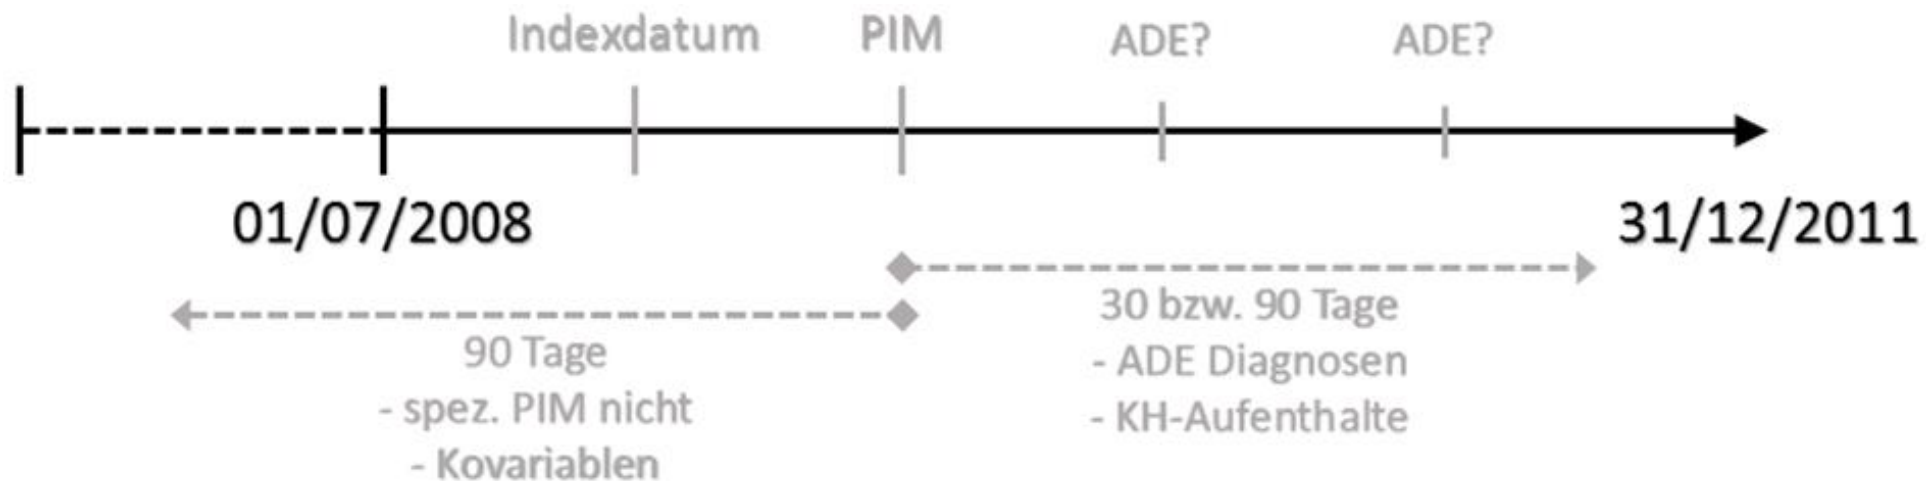 Indexdatum PIM ADE? ADE?
01/07/2008 31/12/2011
30 bzw. 90 Tage
- ADE Diagnosen
- KH-Aufenthalte
90 Tage
- spez. PIM nicht
- Kovariablen